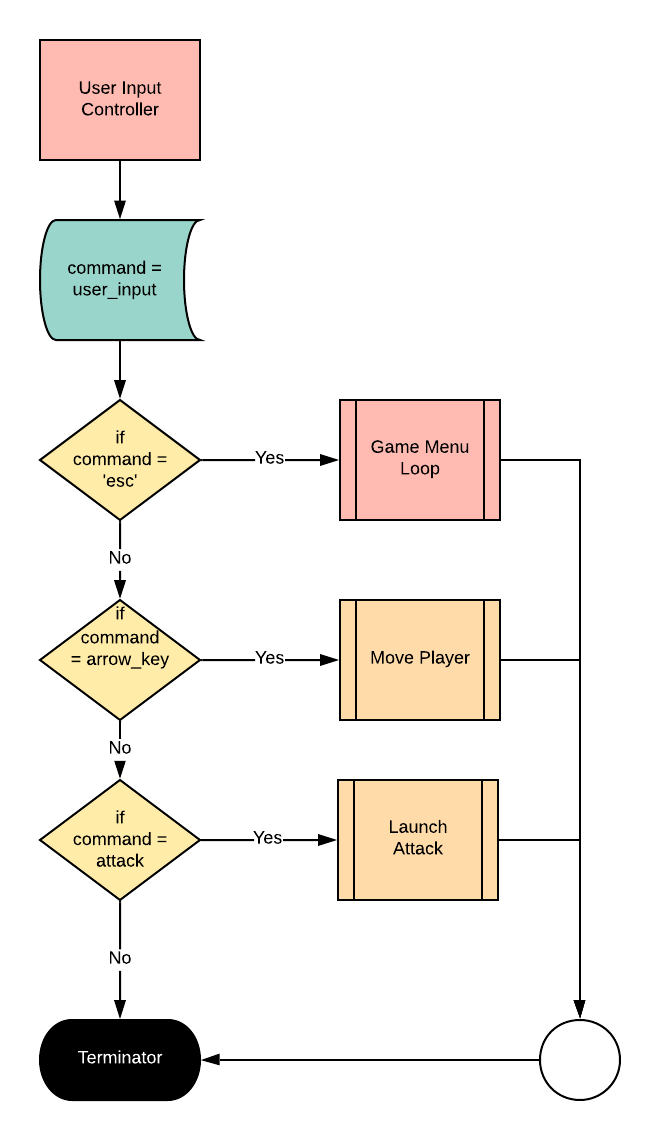 User Input
Controller
command =
user_input
if
command =
'esc'
Yes
Game Menu
Loop
No
if
command
= arrow_key
Yes
Move Player
No
if
command =
attack
Yes
Launch
Attack
No
Terminator